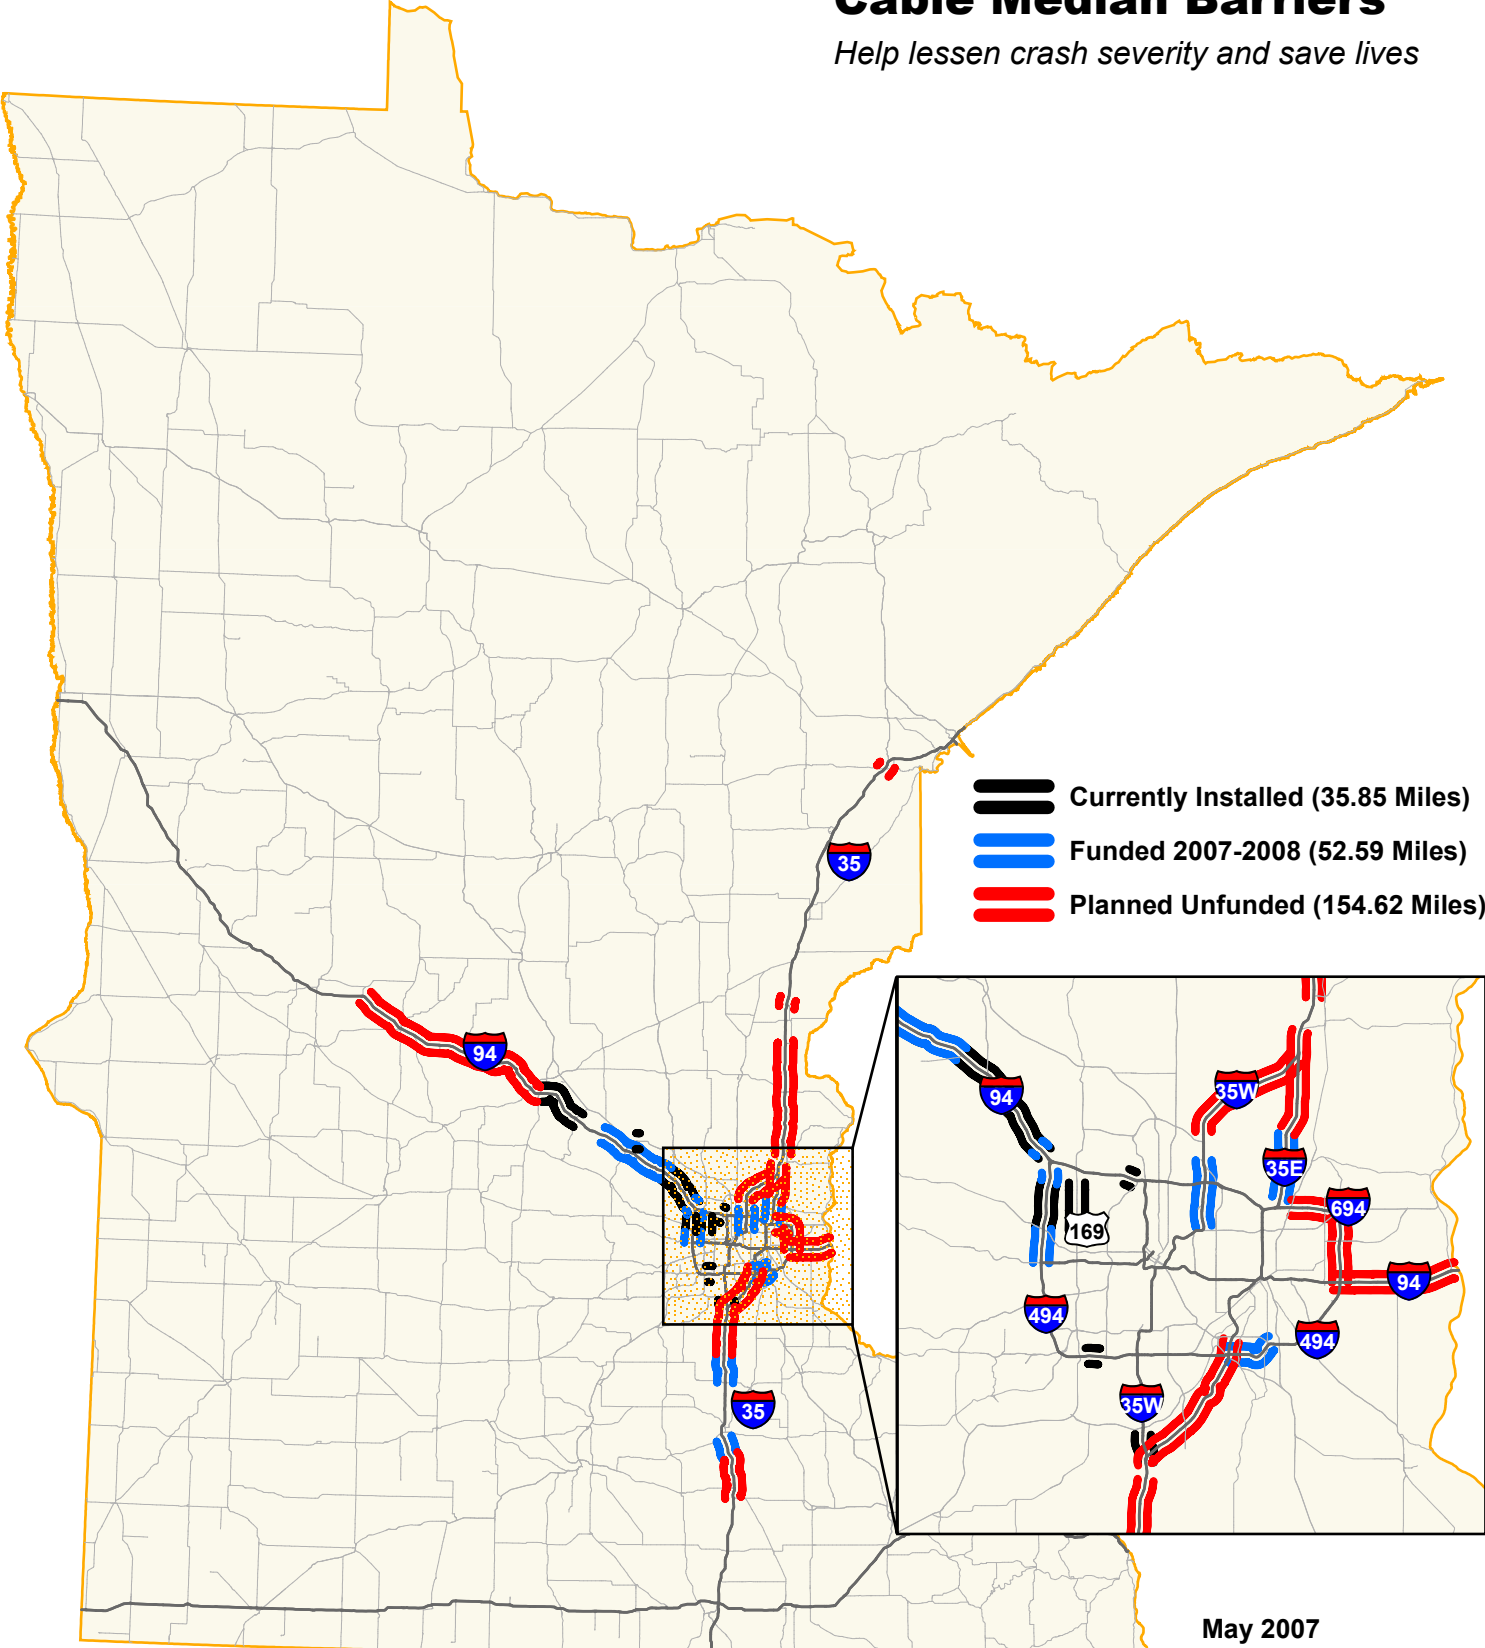 Cable Median Barriers
Help lessen crash severity and save lives
35
Currently Installed (35.85 Miles)
Funded 2007-2008 (52.59 Miles)
Planned Unfunded (154.62 Miles)
94
35
94
35W
35E
694
169
94
494
494
35W
May 2007